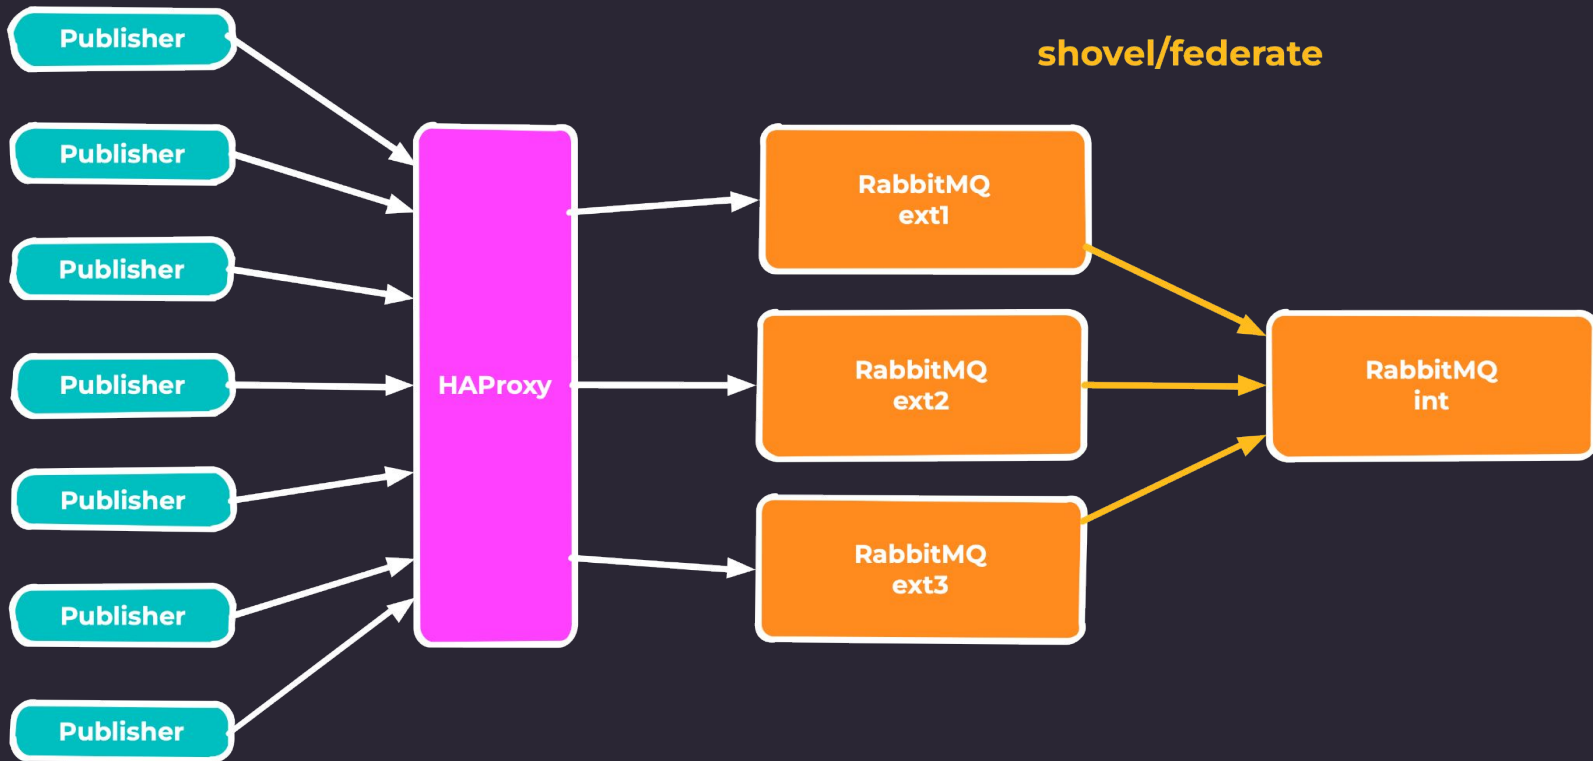 Publisher
Publisher
Publisher
Publisher
Publisher
Publisher
Publisher
HAProxy
shovel/federate
RabbitMQ
ext1
RabbitMQ
ext2
RabbitMQ
ext3
RabbitMQ
int